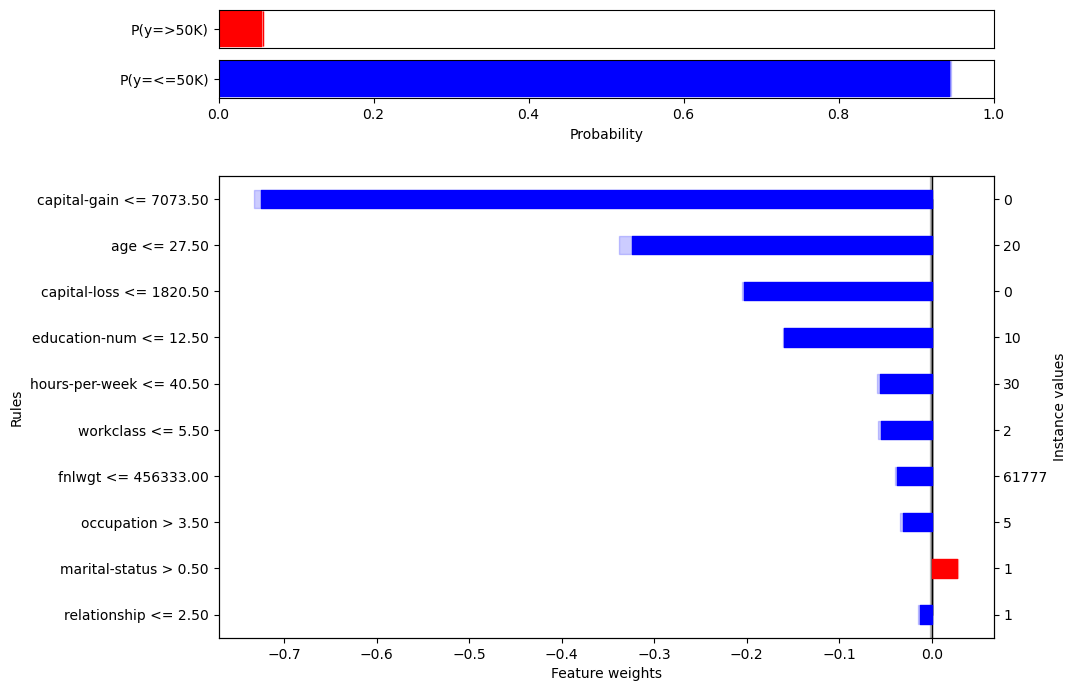 P(y=>50K)
P(y=<=50K)
0.0 0.2 0.4 0.6 0.8 1.0
Probability
capital-gain <= 7073.50 0
age <= 27.50 20
capital-loss <= 1820.50 0
education-num <= 12.50 10
hours-per-week <= 40.50 30
workclass <= 5.50 2
fnlwgt <= 456333.00 61777
occupation > 3.50 5
marital-status > 0.50 1
relationship <= 2.50 1
Rules
Instance values
−0.7 −0.6 −0.5 −0.4 −0.3 −0.2 −0.1 0.0
Feature weights